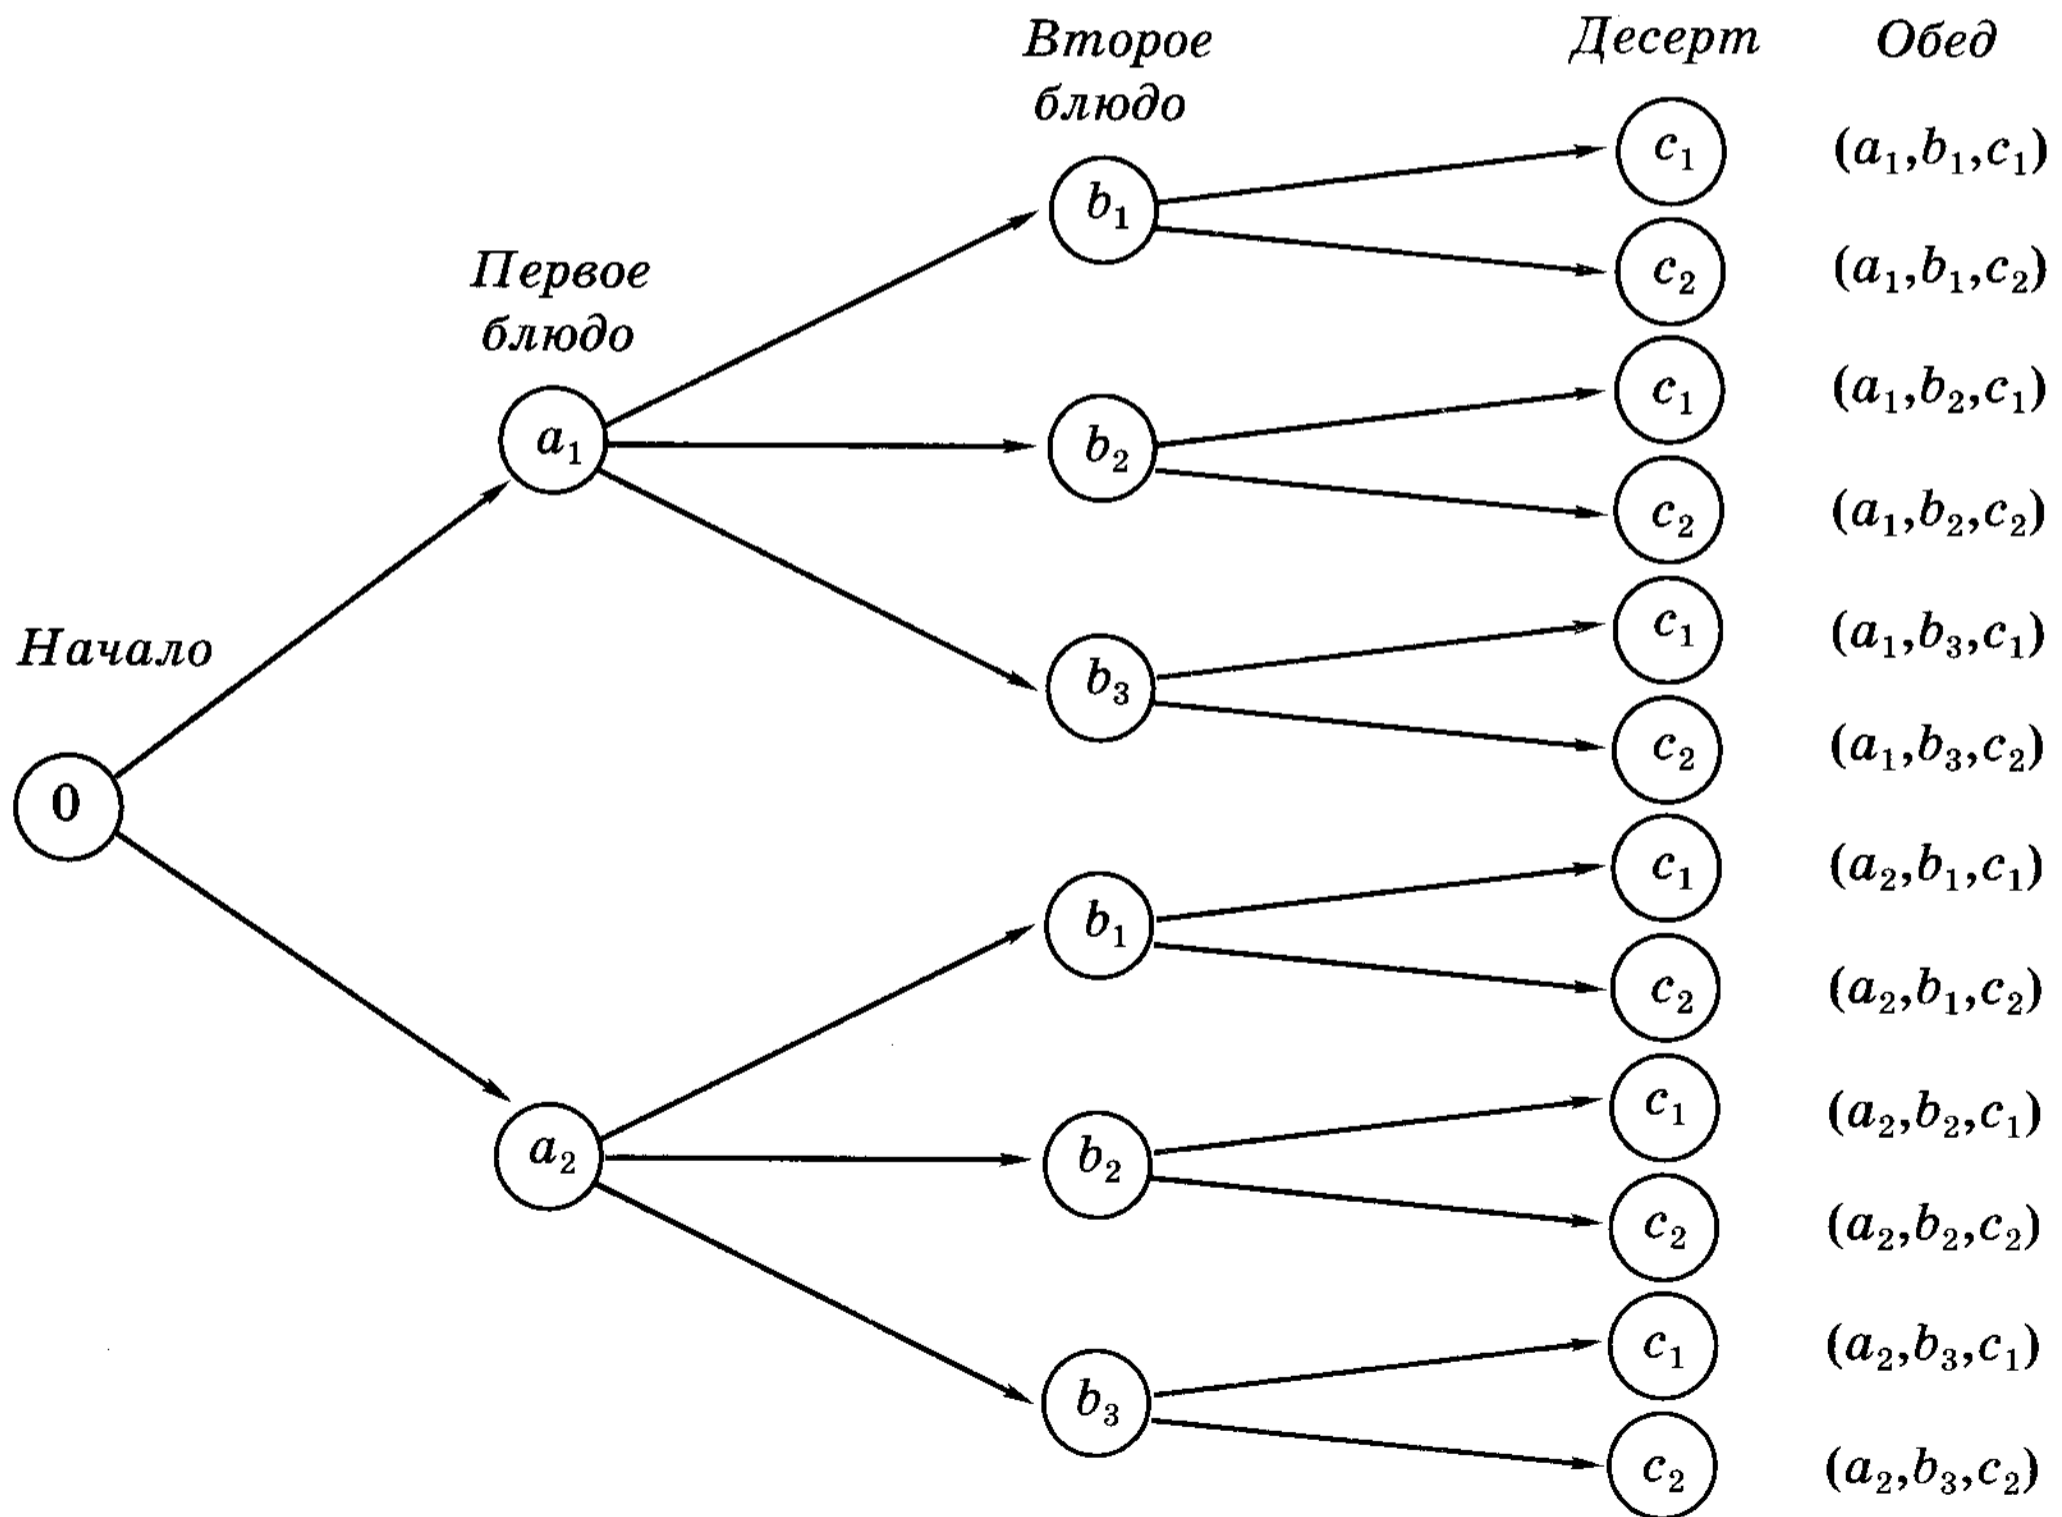 Второе
блюдо
Десерт
Обед
Первое
блюдо
Начало
0
a₁
a₂
b₁
b₂
b₃
b₁
b₂
b₃
c₁ (a₁,b₁,c₁)
c₂ (a₁,b₁,c₂)
c₁ (a₁,b₂,c₁)
c₂ (a₁,b₂,c₂)
c₁ (a₁,b₃,c₁)
c₂ (a₁,b₃,c₂)
c₁ (a₂,b₁,c₁)
c₂ (a₂,b₁,c₂)
c₁ (a₂,b₂,c₁)
c₂ (a₂,b₂,c₂)
c₁ (a₂,b₃,c₁)
c₂ (a₂,b₃,c₂)